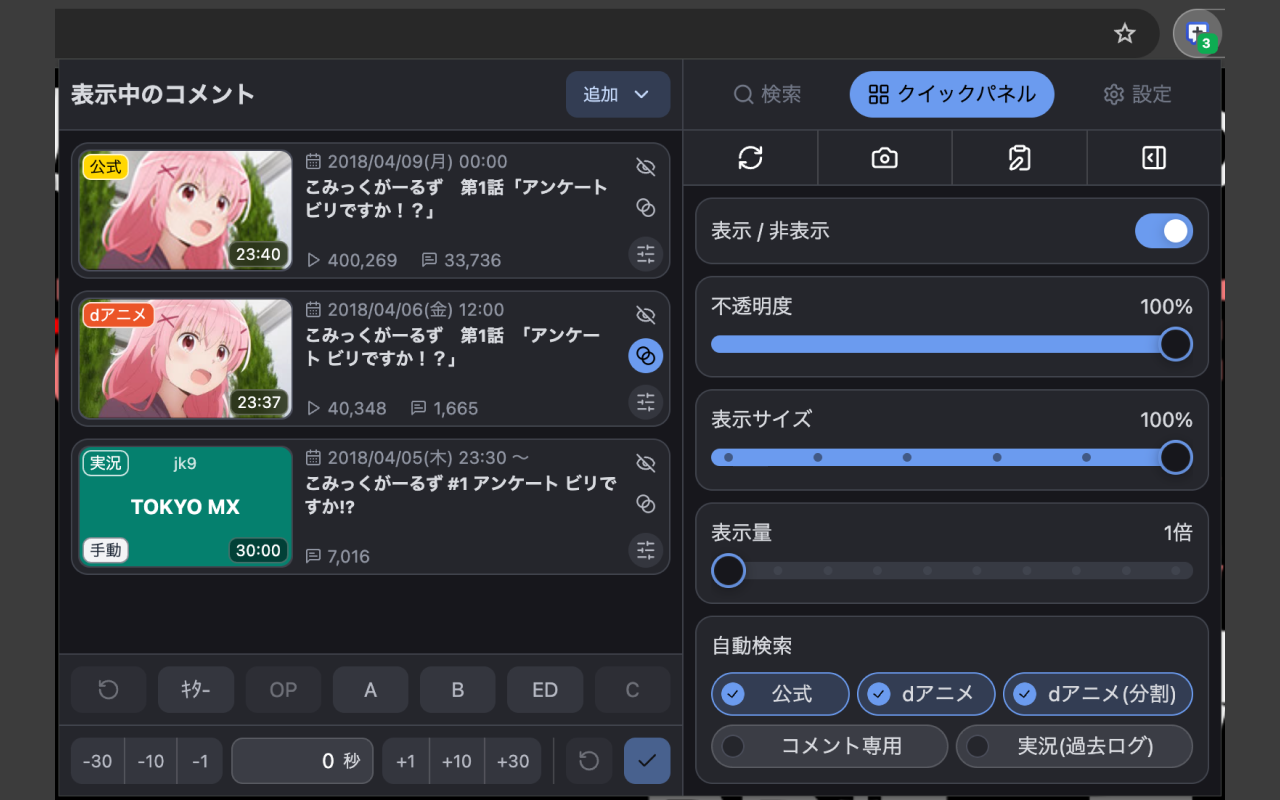 3
表示中のコメント
追加
検索
クイックパネル
設定
公式
23:40
2018/04/09(月) 00:00
こみっくがーるず　第1話「アンケート
ビリですか！？」
400,269
33,736
dアニメ
23:37
2018/04/06(金) 12:00
こみっくがーるず　第1話　「アンケー
ト ビリですか！？」
40,348
1,665
実況
jk9
TOKYO MX
手動
30:00
2018/04/05(木) 23:30 〜
こみっくがーるず #1 アンケート ビリで
すか!?
7,016
ｷﾀｰ
OP
A
B
ED
C
-30
-10
-1
0 秒
+1
+10
+30
表示 / 非表示
不透明度
100%
表示サイズ
100%
表示量
1倍
自動検索
公式
dアニメ
dアニメ(分割)
コメント専用
実況(過去ログ)